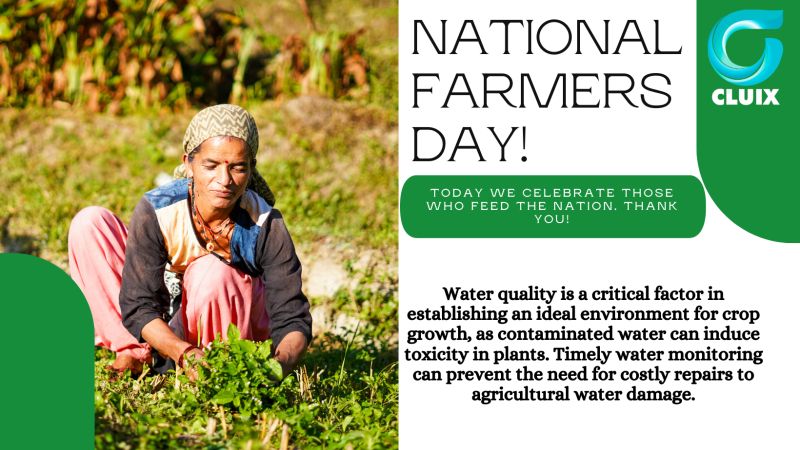 NATIONAL
FARMERS
DAY!
CLUIX
TODAY WE CELEBRATE THOSE
WHO FEED THE NATION. THANK
YOU!
Water quality is a critical factor in
establishing an ideal environment for crop
growth, as contaminated water can induce
toxicity in plants. Timely water monitoring
can prevent the need for costly repairs to
agricultural water damage.